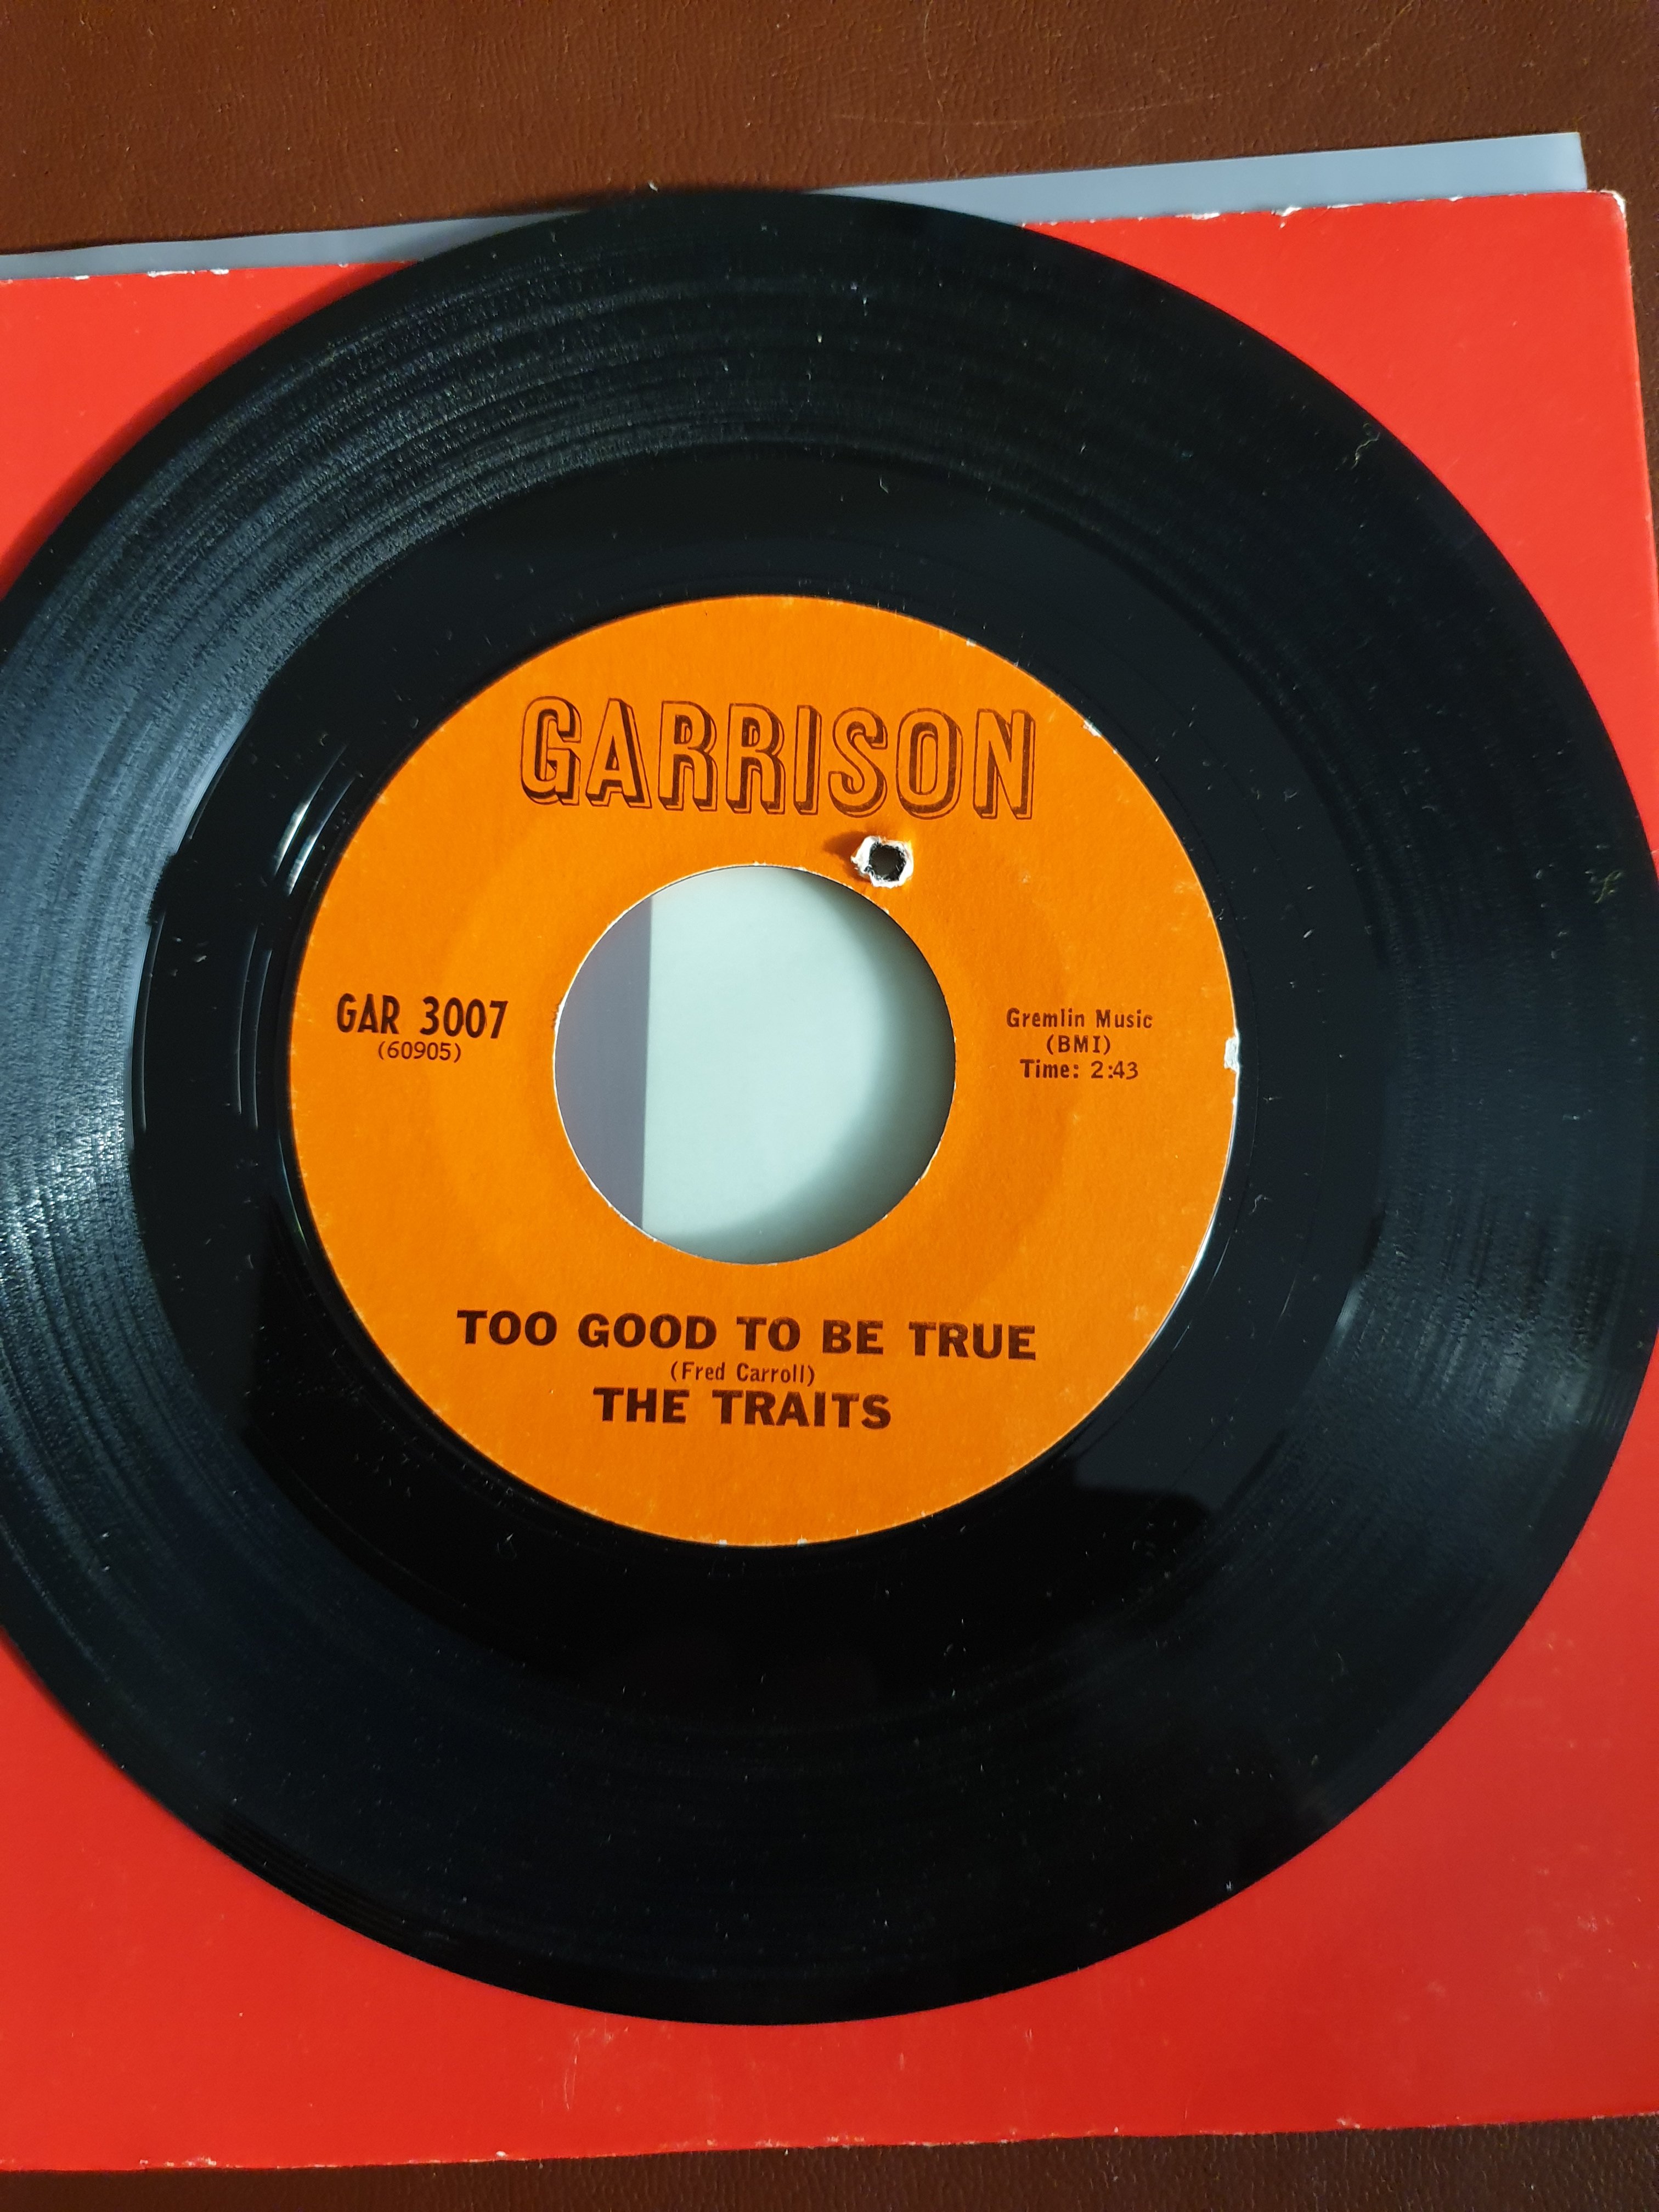 GARRISON
GAR 3007
(60905)
Gremlin Music
(BMI)
Time: 2:43
TOO GOOD TO BE TRUE
(Fred Carroll)
THE TRAITS